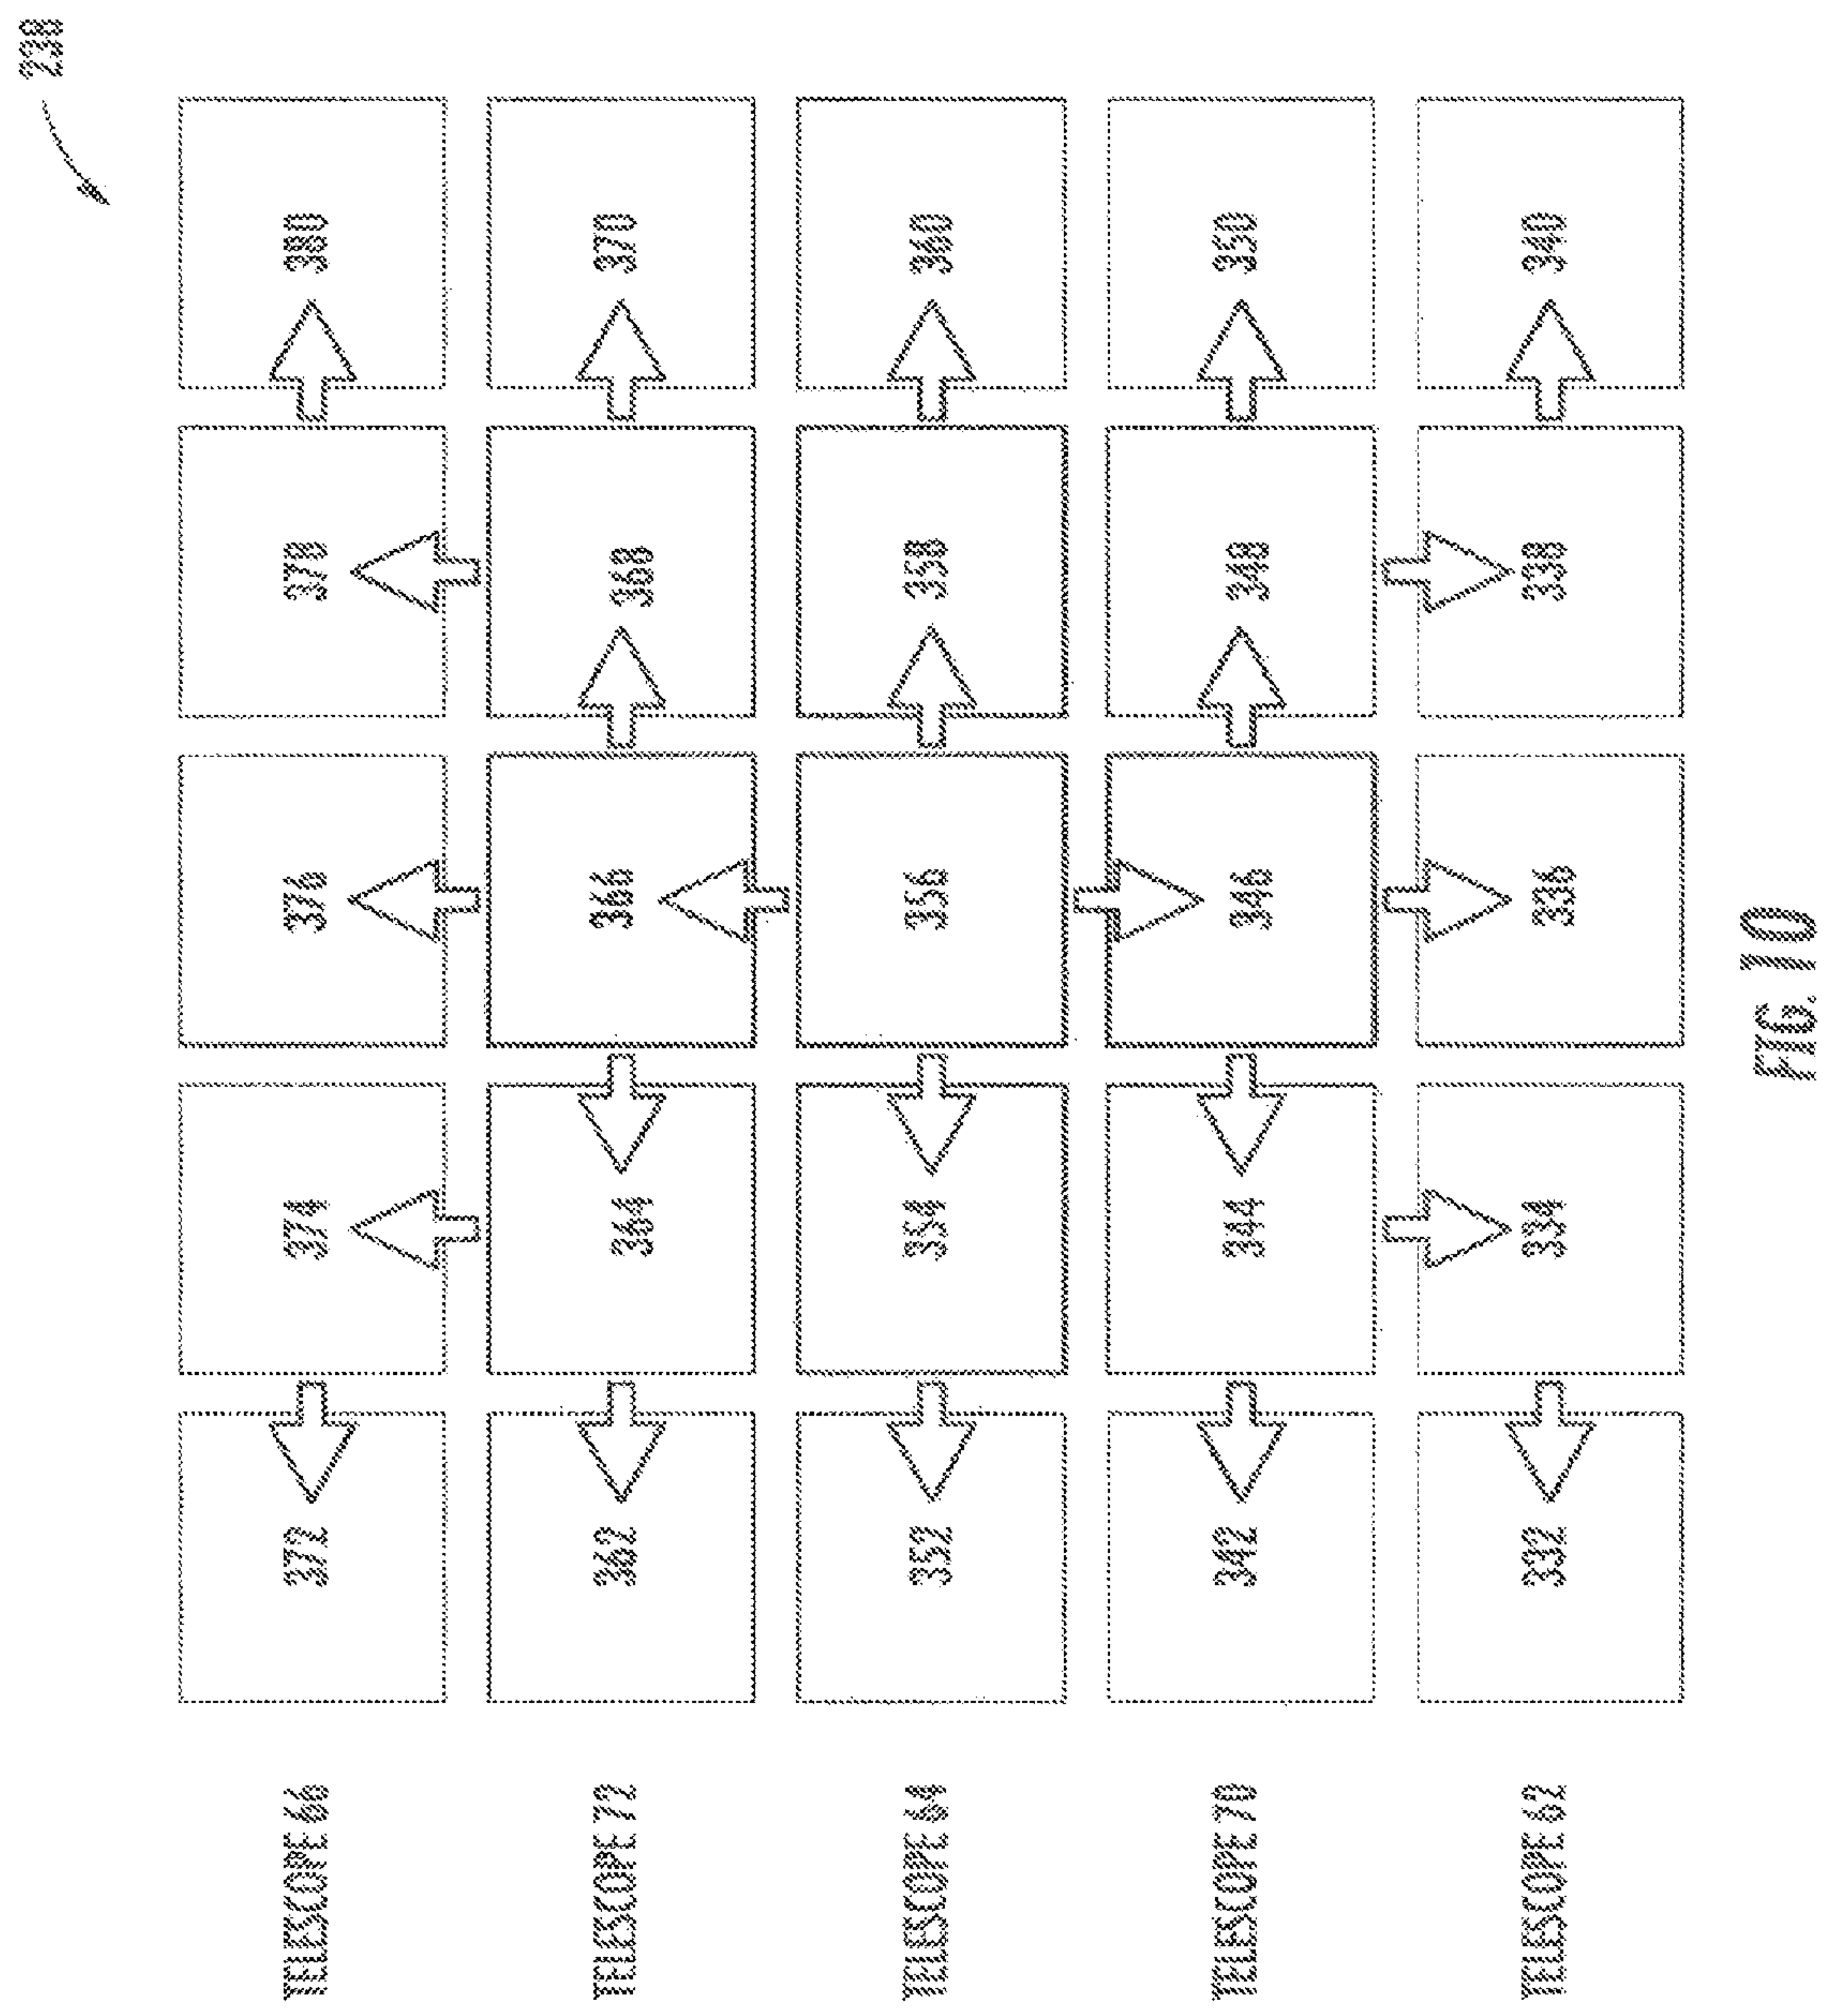 238
TELESCOPE 66 372 374 376 378 380
TELESCOPE 72 362 364 366 368 370
TELESCOPE 64 352 354 356 358 360
TELESCOPE 70 342 344 346 348 350
TELESCOPE 62 332 334 336 338 340
FIG. 10